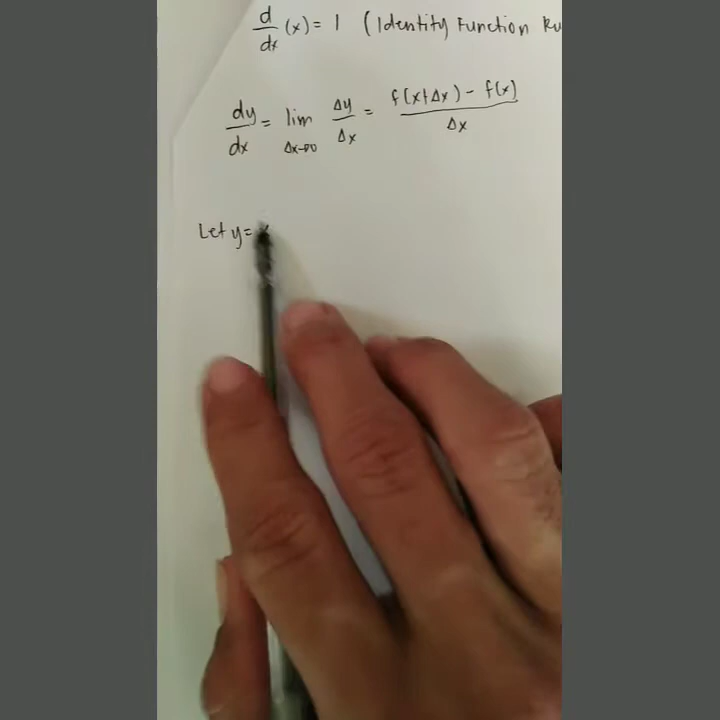 d/dx (x) = 1 (Identity Function
dy/dx = lim Δx→0 Δy/Δx = f(x+Δx) - f(x) / Δx
Let y =